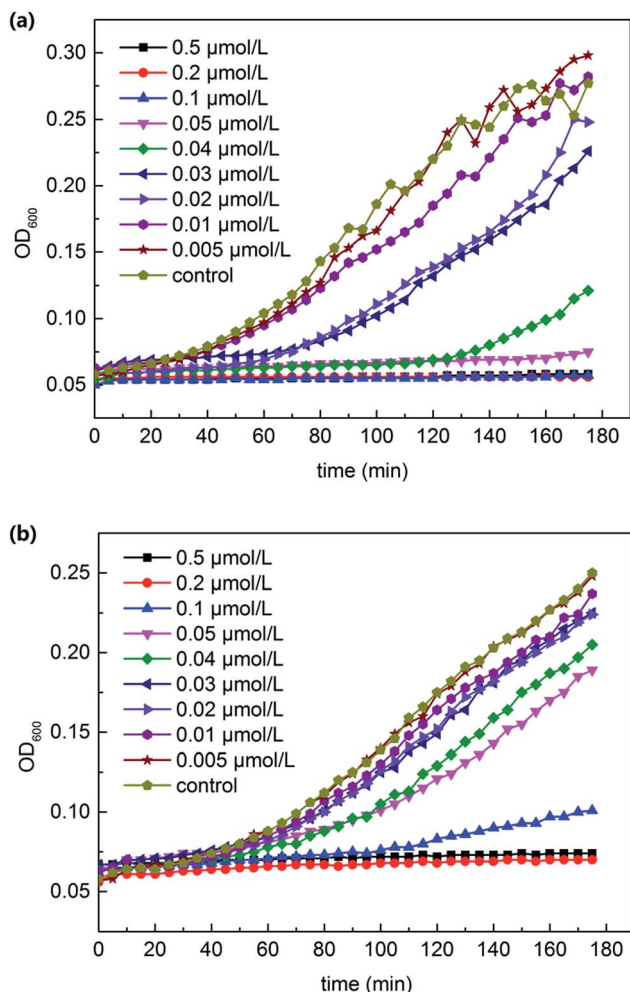 (a)
0.5 µmol/L
0.2 µmol/L
0.1 µmol/L
0.05 µmol/L
0.04 µmol/L
0.03 µmol/L
0.02 µmol/L
0.01 µmol/L
0.005 µmol/L
control
OD600
0.30
0.25
0.20
0.15
0.10
0.05
0 20 40 60 80 100 120 140 160 180
time (min)
(b)
0.5 µmol/L
0.2 µmol/L
0.1 µmol/L
0.05 µmol/L
0.04 µmol/L
0.03 µmol/L
0.02 µmol/L
0.01 µmol/L
0.005 µmol/L
control
OD600
0.25
0.20
0.15
0.10
0.05
0 20 40 60 80 100 120 140 160 180
time (min)